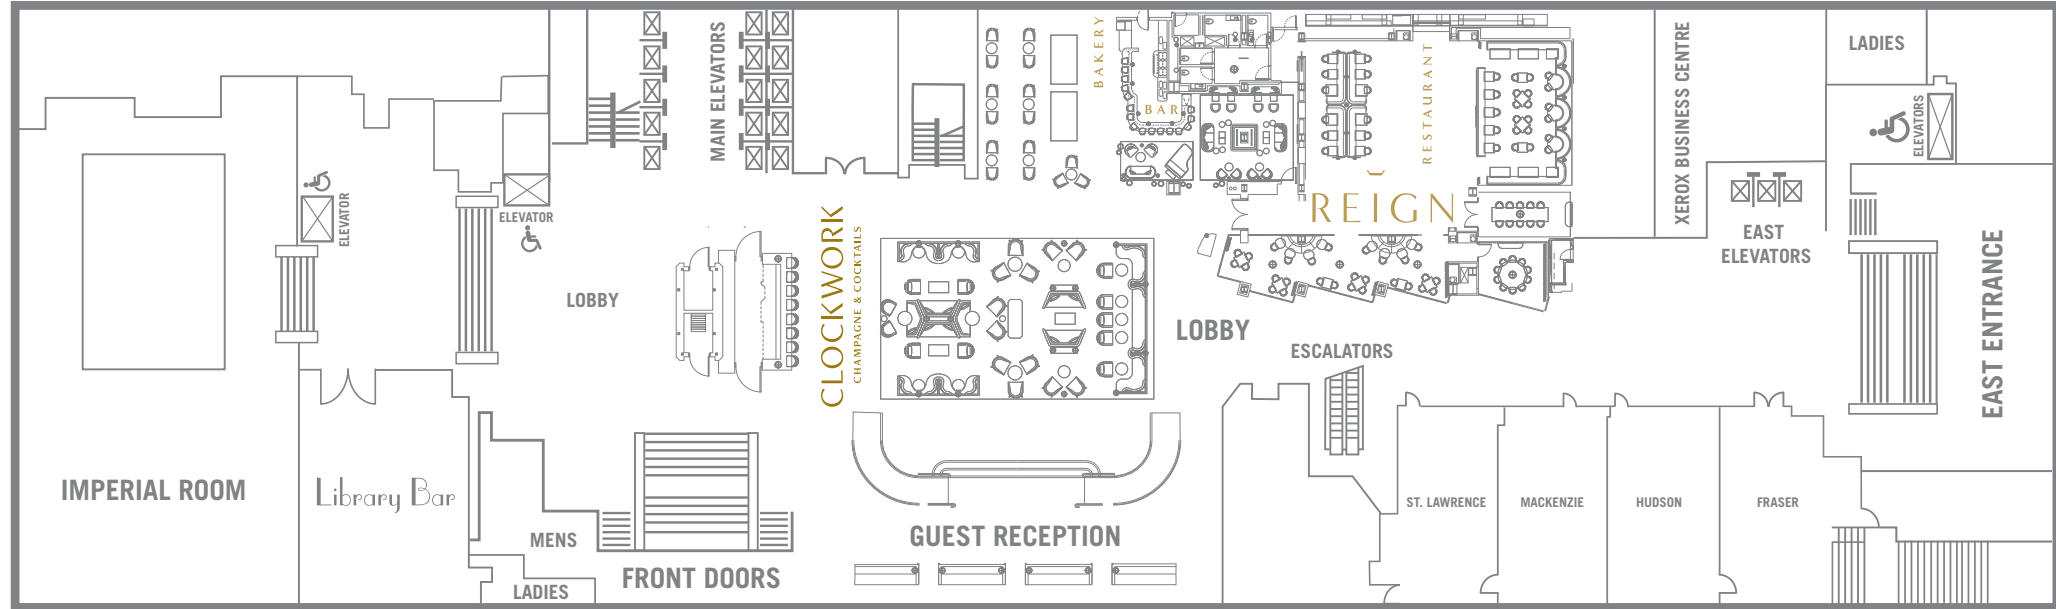 IMPERIAL ROOM
ELEVATOR
Library Bar
ELEVATOR
LOBBY
MENS
LADIES
FRONT DOORS
MAIN ELEVATORS
CLOCKWORK
CHAMPAGNE & COCKTAILS
GUEST RECEPTION
BAKERY
BAR
RESTAURANT
REIGN
LOBBY
ESCALATORS
ST. LAWRENCE
MACKENZIE
HUDSON
FRASER
XEROX BUSINESS CENTRE
EAST
ELEVATORS
LADIES
ELEVATORS
EAST ENTRANCE